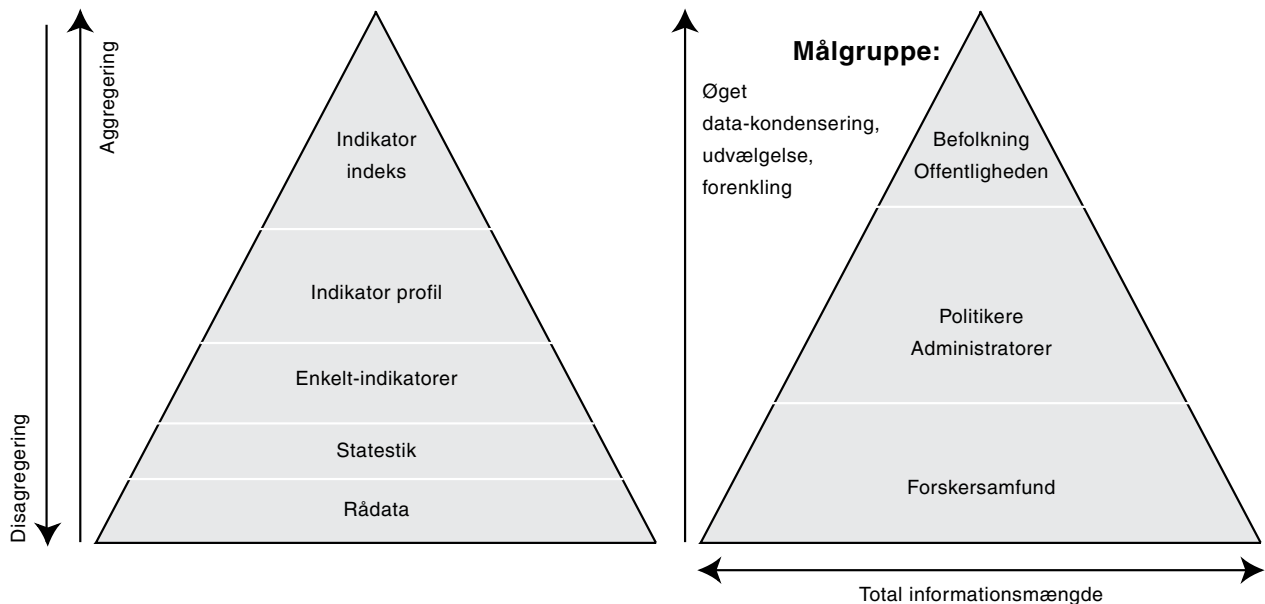 Aggregering
Disagregering
Indikator
indeks
Indikator profil
Enkelt-indikatorer
Statestik
Rådata
Målgruppe:
Øget
data-kondensering,
udvælgelse,
forenkling
Befolkning
Offentligheden
Politikere
Administratorer
Forskersamfund
Total informationsmængde